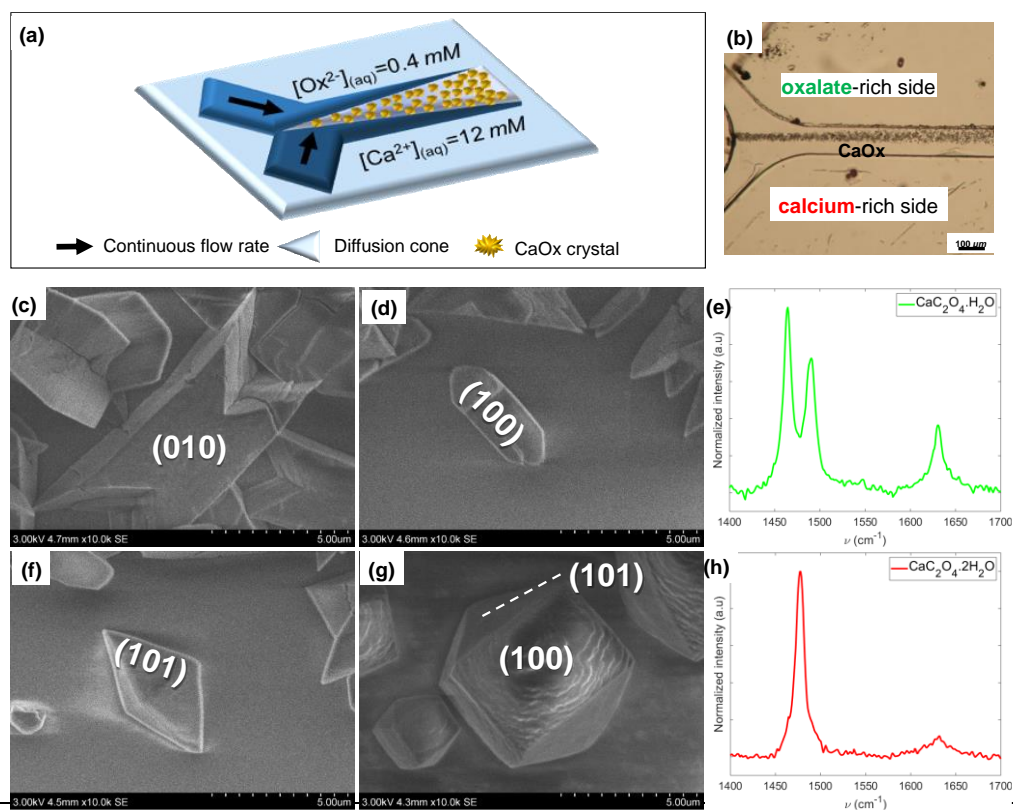 (a)
[Ox²⁻](aq)=0.4 mM
[Ca²⁺](aq)=12 mM
Continuous flow rate
Diffusion cone
CaOx crystal
(b)
oxalate-rich side
CaOx
calcium-rich side
100 µm
(c)
(010)
3.00kV 4.7mm x10.0k SE
5.00um
(d)
(100)
3.00kV 4.6mm x10.0k SE
5.00um
(e)
CaC₂O₄.H₂O
Normalized intensity (a.u)
1400 1450 1500 1550 1600 1650 1700
ν (cm⁻¹)
(f)
(101)
3.00kV 4.5mm x10.0k SE
5.00um
(g)
(101)
(100)
3.00kV 4.3mm x10.0k SE
5.00um
(h)
CaC₂O₄.2H₂O
Normalized intensity (a.u)
1400 1450 1500 1550 1600 1650 1700
ν (cm⁻¹)